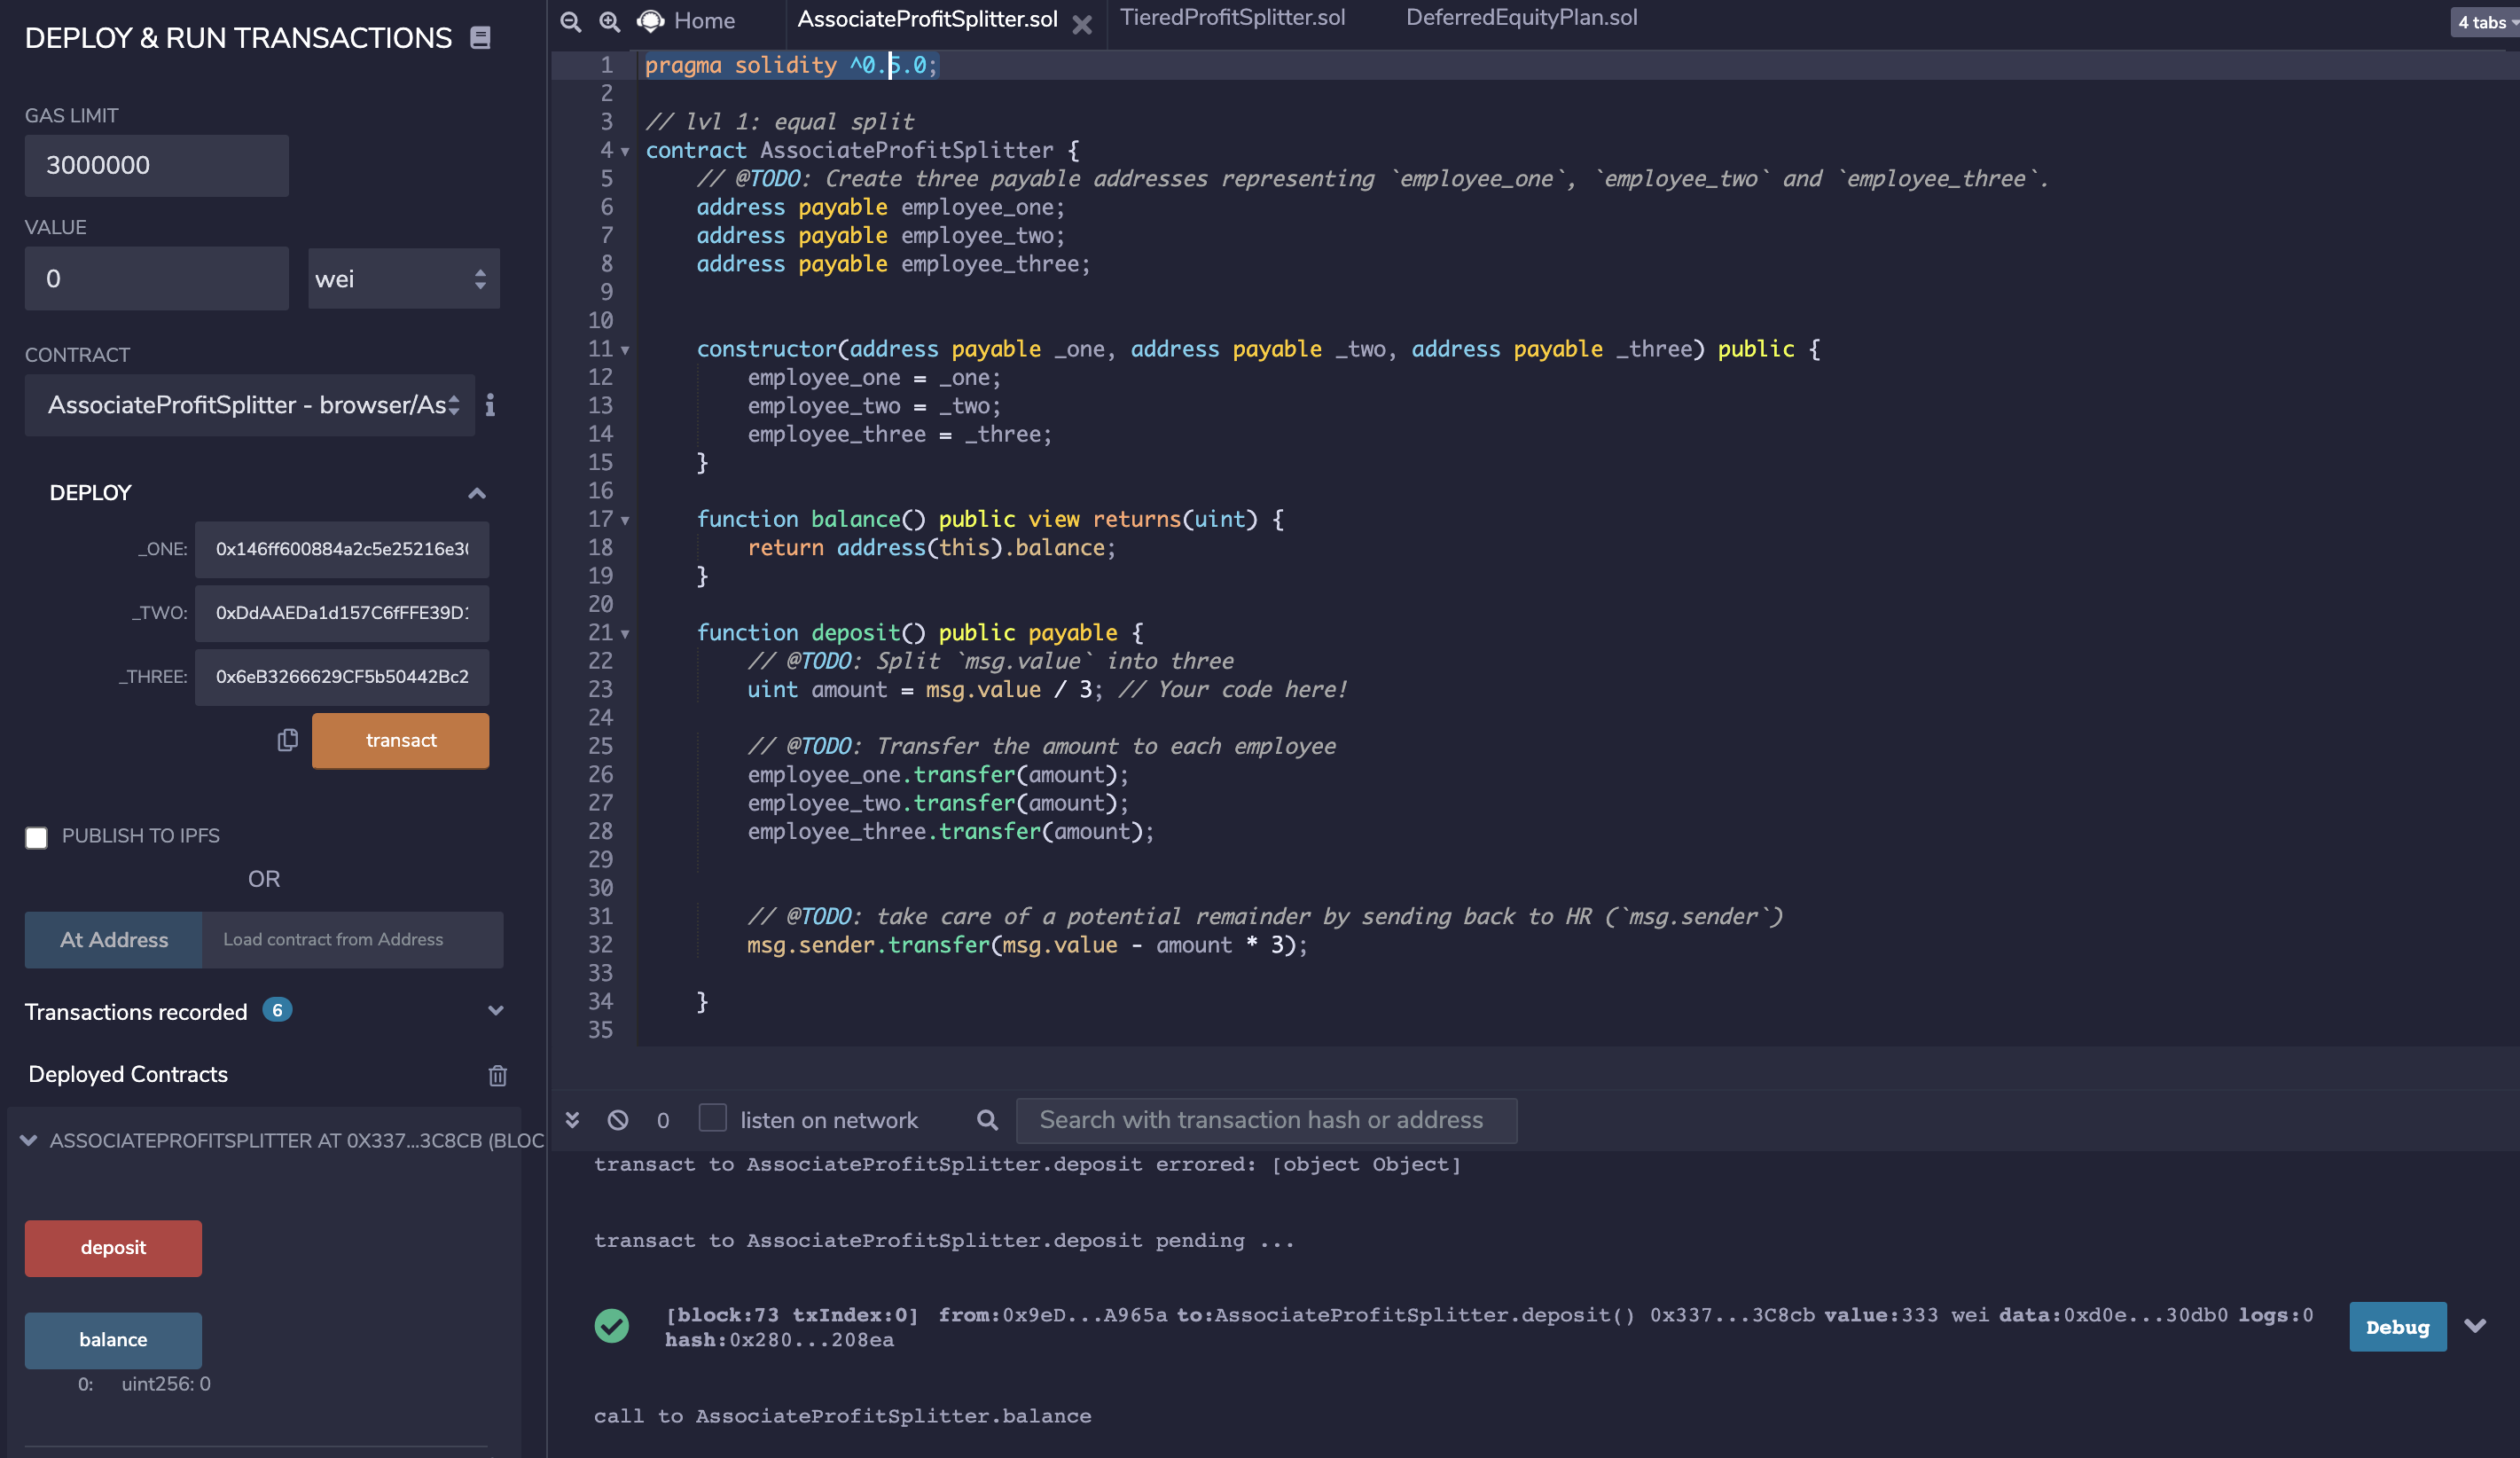 DEPLOY & RUN TRANSACTIONS
GAS LIMIT
3000000
VALUE
0
wei
CONTRACT
AssociateProfitSplitter - browser/As
DEPLOY
_ONE: 0x146ff600884a2c5e25216e3
_TWO: 0xDdAAEDa1d157C6fFFE39D1
_THREE: 0x6eB3266629CF5b50442Bc2
transact
PUBLISH TO IPFS
OR
At Address
Load contract from Address
Transactions recorded 6
Deployed Contracts
ASSOCIATEPROFITSPLITTER AT 0X337...3C8CB (BLOC
deposit
balance
0: uint256: 0
Home
AssociateProfitSplitter.sol
TieredProfitSplitter.sol
DeferredEquityPlan.sol
4 tabs
1 pragma solidity ^0.5.0;
2
3 // lvl 1: equal split
4 contract AssociateProfitSplitter {
5 // @TODO: Create three payable addresses representing `employee_one`, `employee_two` and `employee_three`.
6 address payable employee_one;
7 address payable employee_two;
8 address payable employee_three;
9
10
11 constructor(address payable _one, address payable _two, address payable _three) public {
12 employee_one = _one;
13 employee_two = _two;
14 employee_three = _three;
15 }
16
17 function balance() public view returns(uint) {
18 return address(this).balance;
19 }
20
21 function deposit() public payable {
22 // @TODO: Split `msg.value` into three
23 uint amount = msg.value / 3; // Your code here!
24
25 // @TODO: Transfer the amount to each employee
26 employee_one.transfer(amount);
27 employee_two.transfer(amount);
28 employee_three.transfer(amount);
29
30
31 // @TODO: take care of a potential remainder by sending back to HR (`msg.sender`)
32 msg.sender.transfer(msg.value - amount * 3);
33
34 }
35
0
listen on network
Search with transaction hash or address
transact to AssociateProfitSplitter.deposit errored: [object Object]
transact to AssociateProfitSplitter.deposit pending ...
[block:73 txIndex:0] from:0x9eD...A965a to:AssociateProfitSplitter.deposit() 0x337...3C8cb value:333 wei data:0xd0e...30db0 logs:0
hash:0x280...208ea
Debug
call to AssociateProfitSplitter.balance